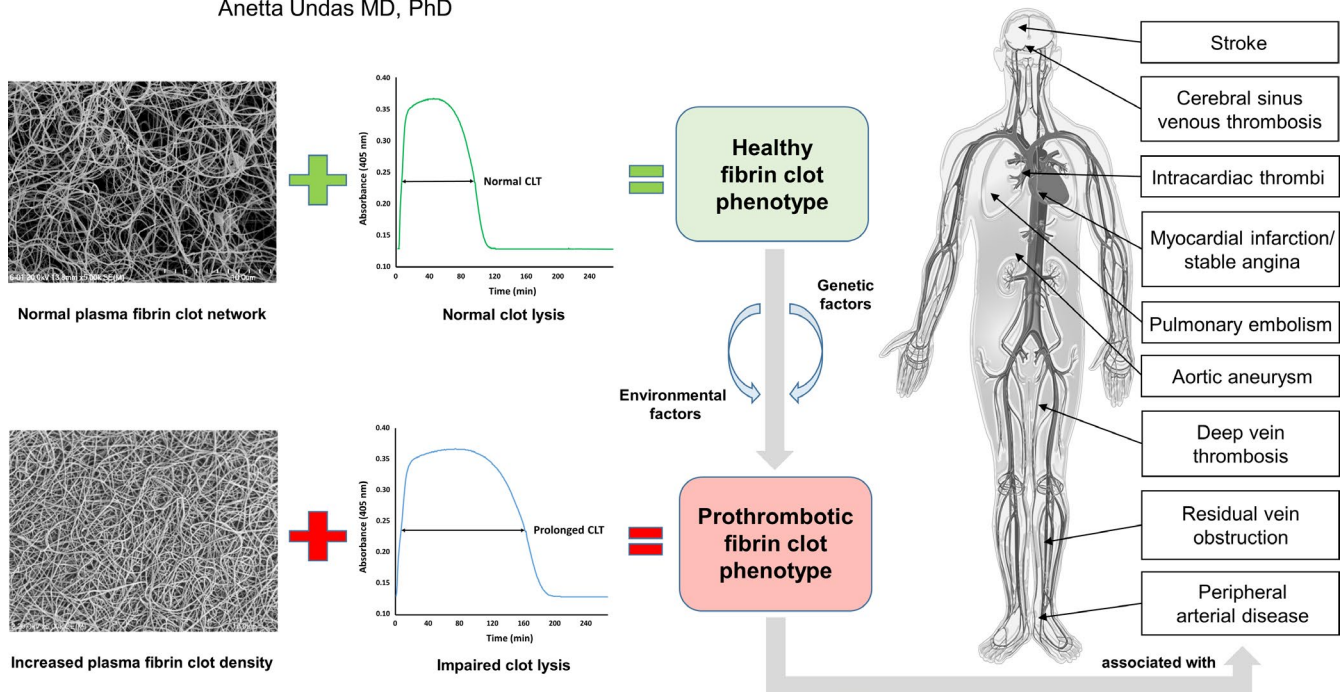 Anetta Undas MD, PhD
0.40
0.35
0.30
0.25
0.20
0.15
0.10
Absorbance (405 nm)
Normal CLT
0
40
80
120
160
200
240
Time (min)
Normal plasma fibrin clot network
Normal clot lysis
Healthy
fibrin clot
phenotype
Genetic
factors
Environmental
factors
0.40
0.35
0.30
0.25
0.20
0.15
0.10
Absorbance (405 nm)
Prolonged CLT
0
40
80
120
160
200
240
Time (min)
Increased plasma fibrin clot density
Impaired clot lysis
Prothrombotic
fibrin clot
phenotype
Stroke
Cerebral sinus
venous thrombosis
Intracardiac thrombi
Myocardial infarction/
stable angina
Pulmonary embolism
Aortic aneurysm
Deep vein
thrombosis
Residual vein
obstruction
Peripheral
arterial disease
associated with